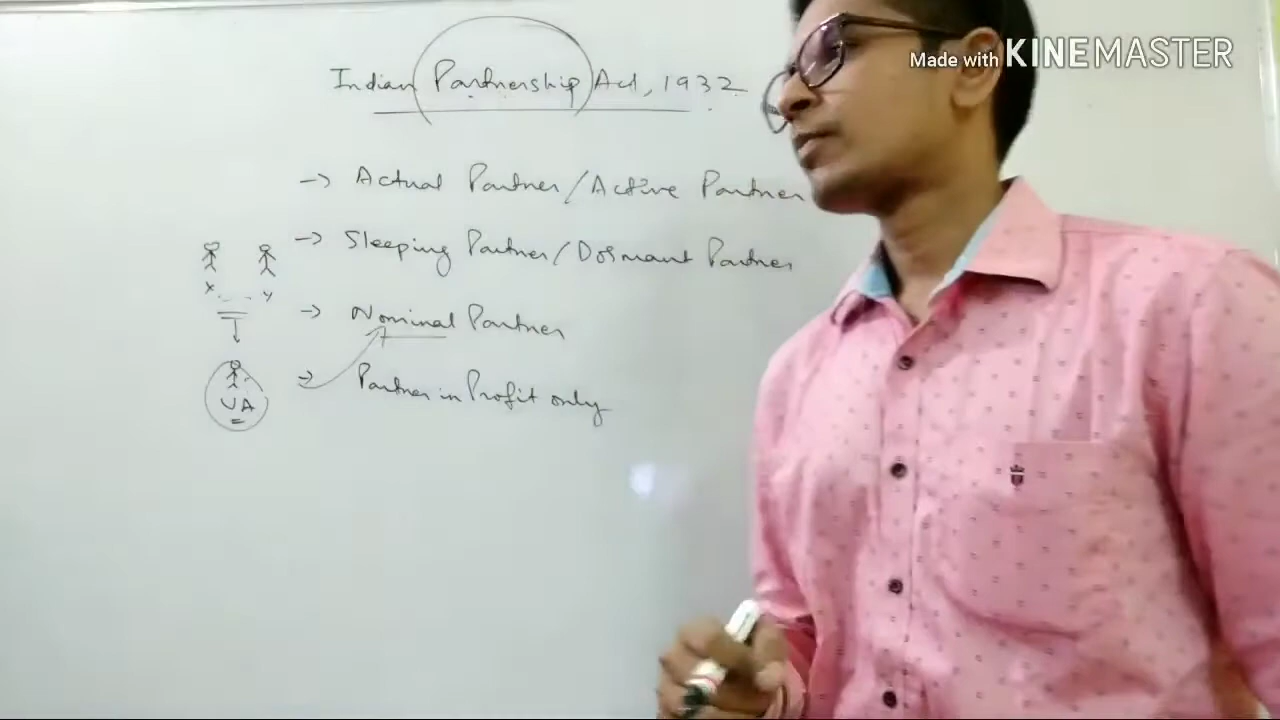 Made with KINEMASTER
Indian Partnership Act, 1932
→ Actual Partner/Active Partner
→ Sleeping Partner/Dormant Partner
x y
→ Nominal Partner
→ Partner in Profit only
VA